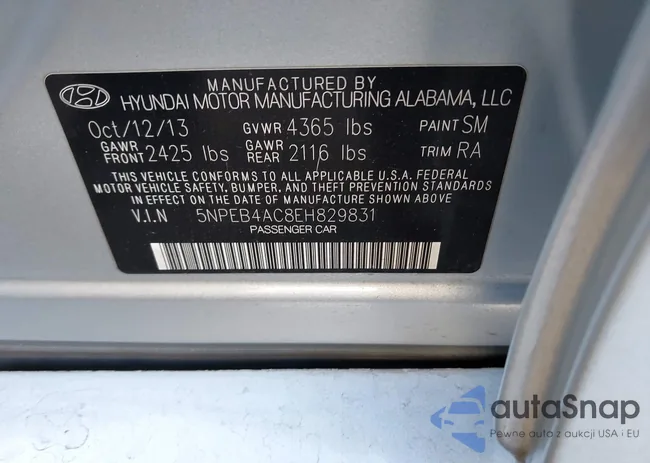 MANUFACTURED BY
HYUNDAI MOTOR MANUFACTURING ALABAMA, LLC
Oct/12/13 GVWR 4365 lbs PAINT SM
GAWR FRONT 2425 lbs GAWR REAR 2116 lbs TRIM RA
THIS VEHICLE CONFORMS TO ALL APPLICABLE U.S.A. FEDERAL
MOTOR VEHICLE SAFETY, BUMPER, AND THEFT PREVENTION STANDARDS
IN EFFECT ON THE DATE OF MANUFACTURE SHOWN ABOVE
V.I.N 5NPEB4AC8EH829831
PASSENGER CAR
autaSnap
Pewne auta z aukcji USA i EU